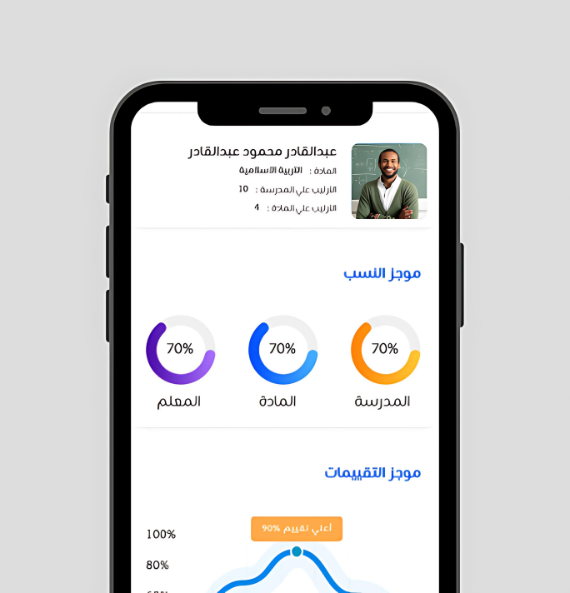 عبدالقادر محمود عبدالقادر
المادة : التربية الاسلامية
الترتيب علي المدرسة : 10
الترتيب علي المادة : 4
موجز النسب
70% 70% 70%
المدرسة المادة المعلم
موجز التقييمات
أعلي تقييم 90%
100%
80%